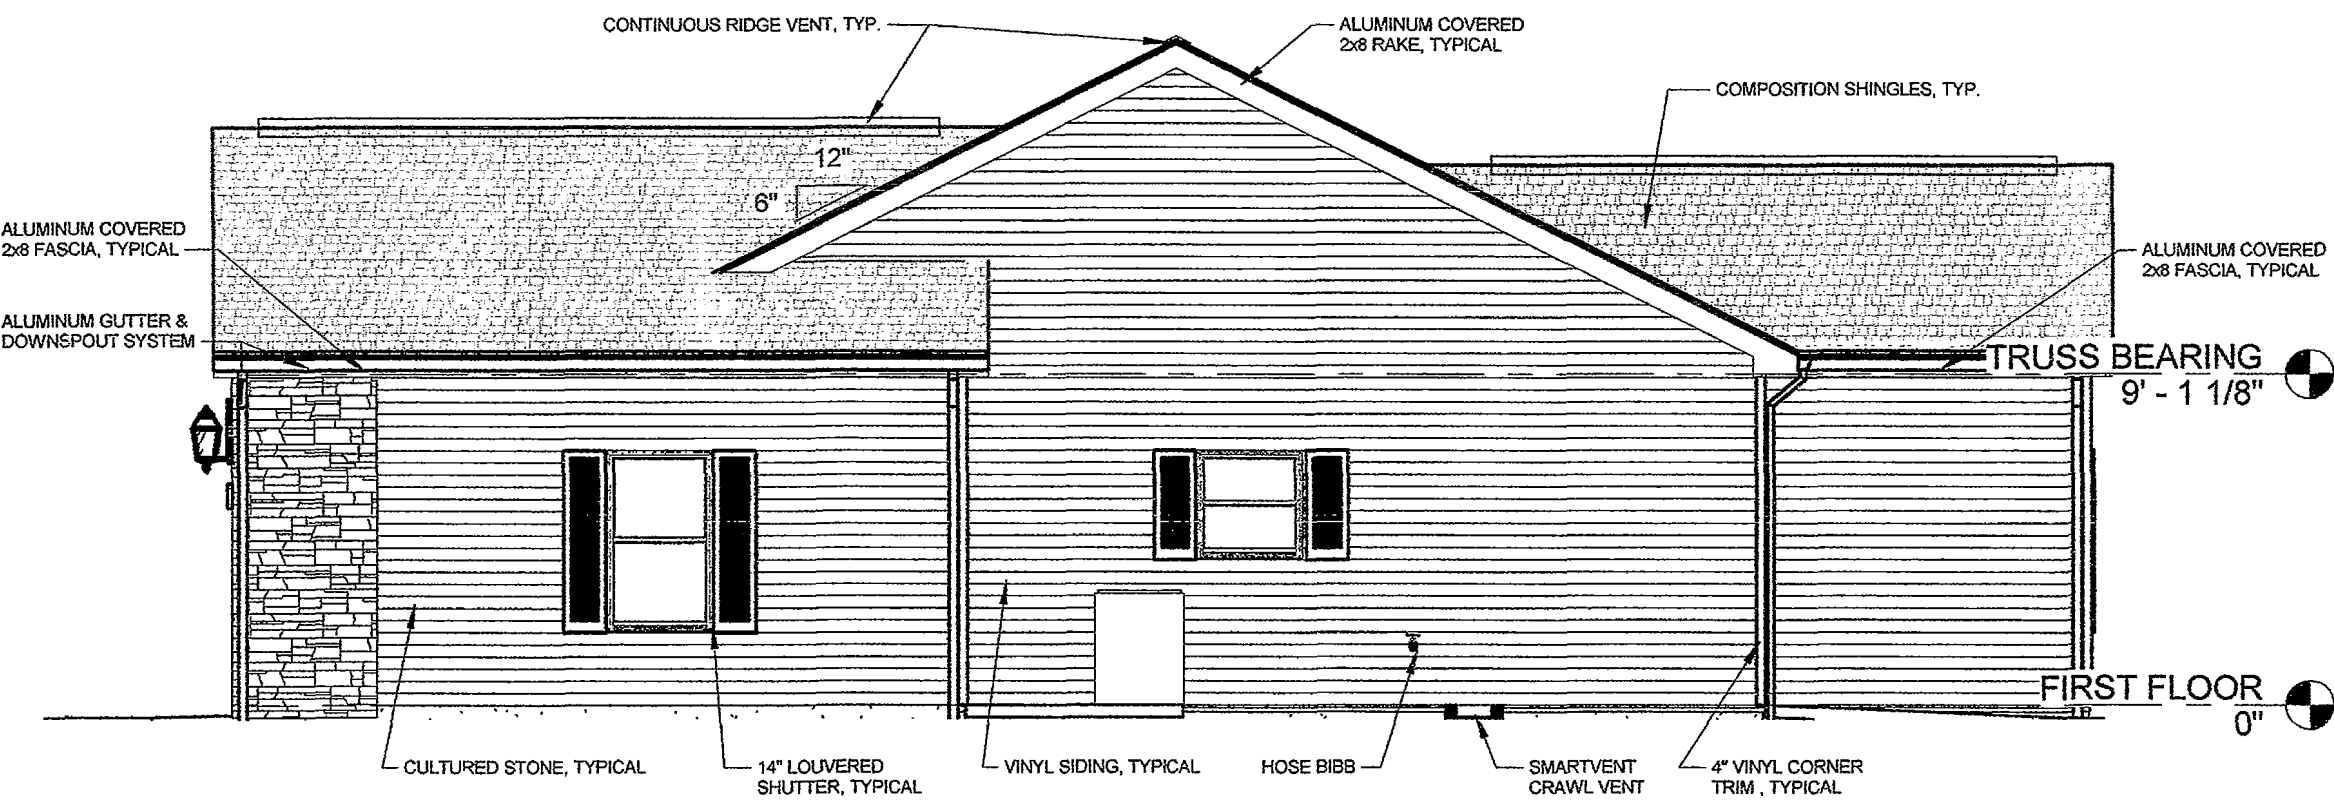 CONTINUOUS RIDGE VENT, TYP.
ALUMINUM COVERED
2x8 RAKE, TYPICAL
COMPOSITION SHINGLES, TYP.
12"
6"
ALUMINUM COVERED
2x8 FASCIA, TYPICAL
ALUMINUM COVERED
2x8 FASCIA, TYPICAL
ALUMINUM GUTTER &
DOWNSPOUT SYSTEM
TRUSS BEARING
9' - 1 1/8"
FIRST FLOOR
0"
CULTURED STONE, TYPICAL
14" LOUVERED
SHUTTER, TYPICAL
VINYL SIDING, TYPICAL
HOSE BIBB
SMARTVENT
CRAWL VENT
4" VINYL CORNER
TRIM , TYPICAL